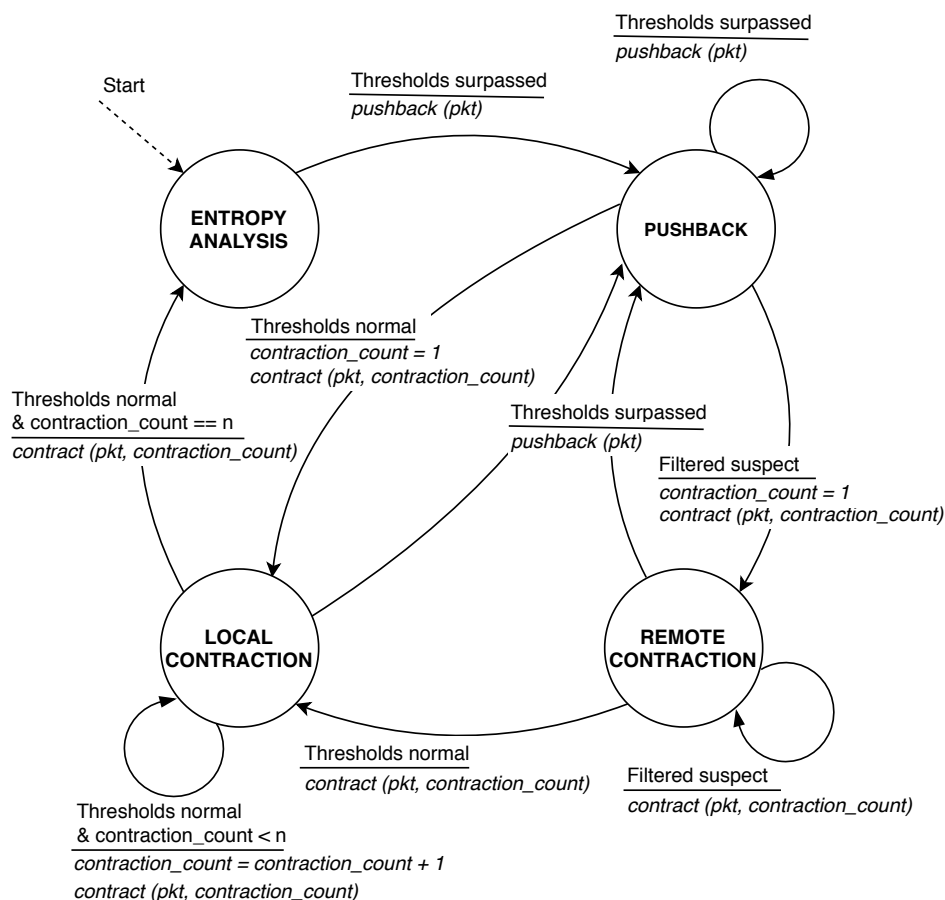 Thresholds surpassed
pushback (pkt)
Start
Thresholds surpassed
pushback (pkt)
ENTROPY
ANALYSIS
PUSHBACK
Thresholds normal
contraction_count = 1
contract (pkt, contraction_count)
Thresholds normal
& contraction_count == n
contract (pkt, contraction_count)
Thresholds surpassed
pushback (pkt)
Filtered suspect
contraction_count = 1
contract (pkt, contraction_count)
LOCAL
CONTRACTION
REMOTE
CONTRACTION
Thresholds normal
contract (pkt, contraction_count)
Filtered suspect
contract (pkt, contraction_count)
Thresholds normal
& contraction_count < n
contraction_count = contraction_count + 1
contract (pkt, contraction_count)